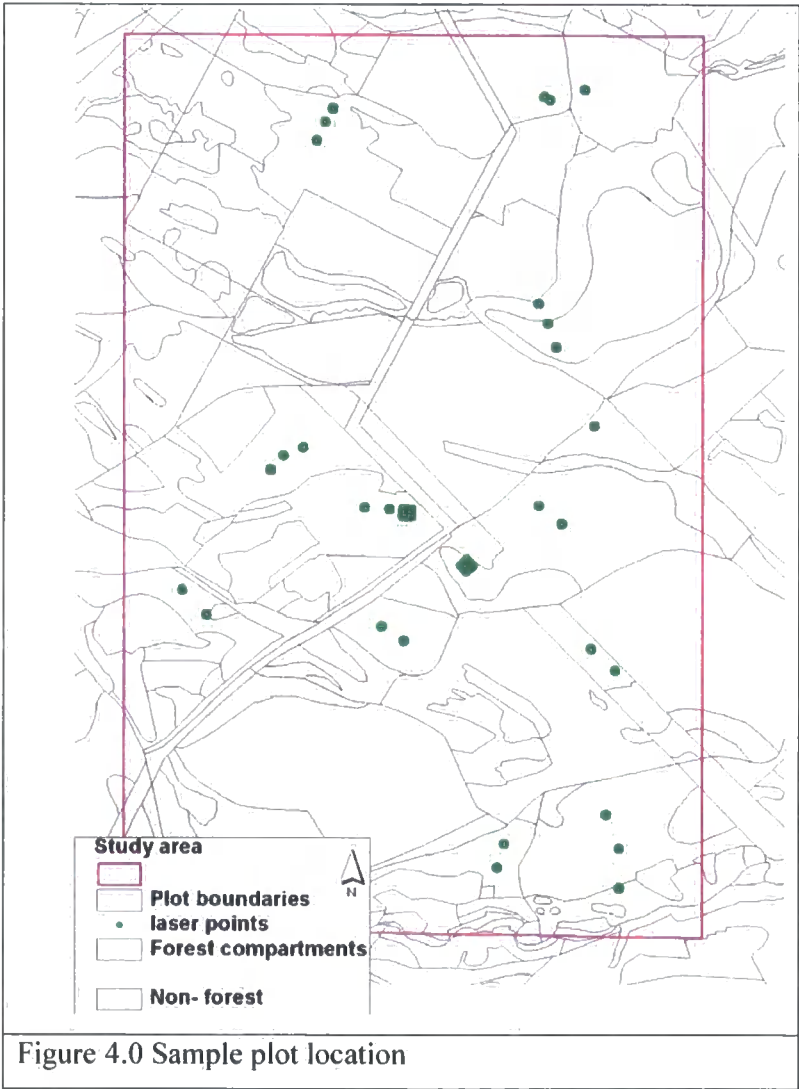 Study area
N
Plot boundaries
laser points
Forest compartments
Non- forest
Figure 4.0 Sample plot location